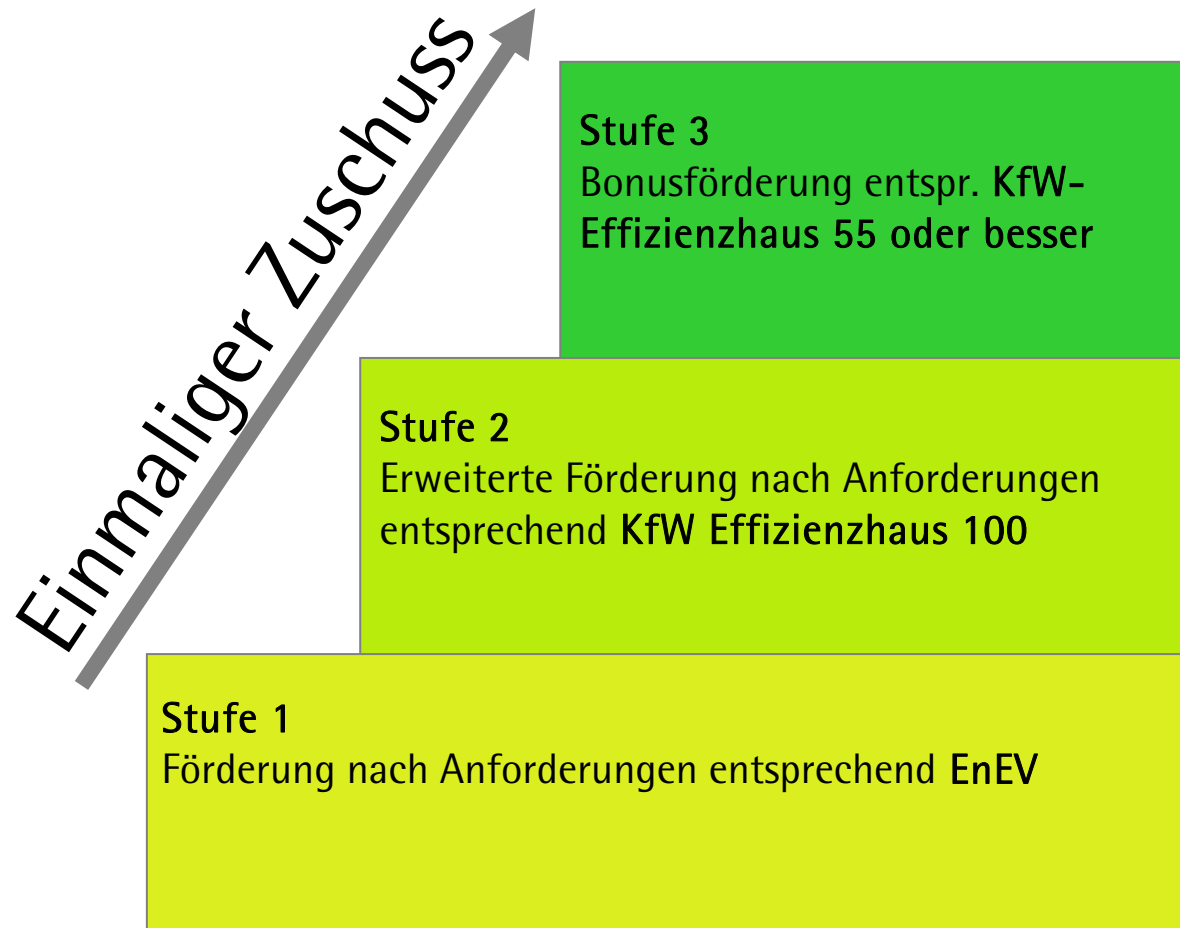 Einmaliger Zuschuss
Stufe 3
Bonusförderung entspr. KfW-
Effizienzhaus 55 oder besser
Stufe 2
Erweiterte Förderung nach Anforderungen
entsprechend KfW Effizienzhaus 100
Stufe 1
Förderung nach Anforderungen entsprechend EnEV